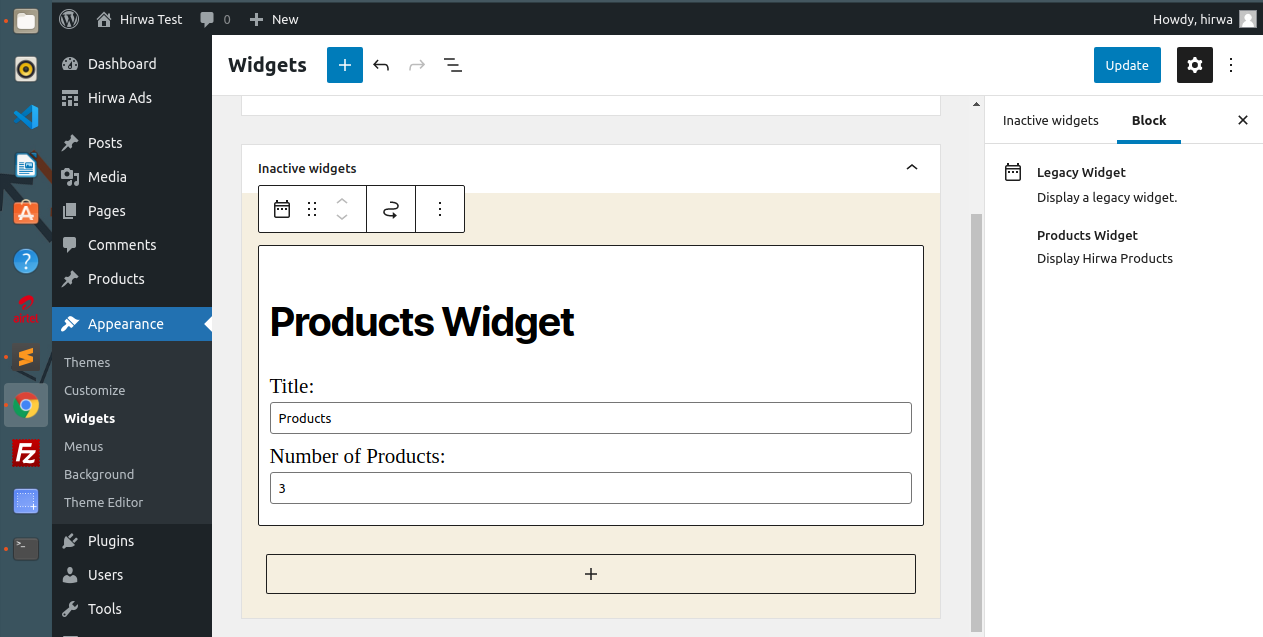 Hirwa Test
0
New
Howdy, hirwa
Dashboard
Hirwa Ads
Posts
Media
Pages
Comments
Products
Appearance
Themes
Customize
Widgets
Menus
Background
Theme Editor
Plugins
Users
Tools
Widgets
Update
Inactive widgets
Products Widget
Title:
Products
Number of Products:
3
Inactive widgets
Block
Legacy Widget
Display a legacy widget.
Products Widget
Display Hirwa Products